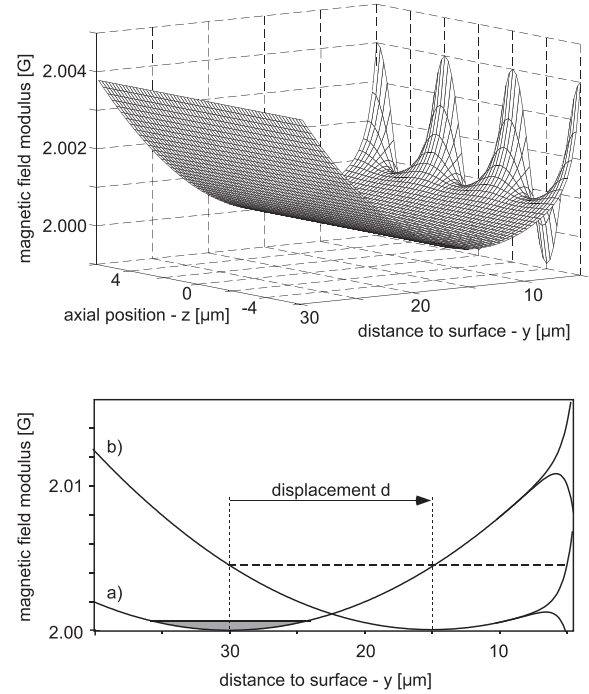 magnetic field modulus [G]
2.004
2.002
2.000
4
0
-4
axial position - z [µm]
30
20
10
distance to surface - y [µm]
magnetic field modulus [G]
b)
displacement d
2.01
a)
2.00
30
20
10
distance to surface - y [µm]